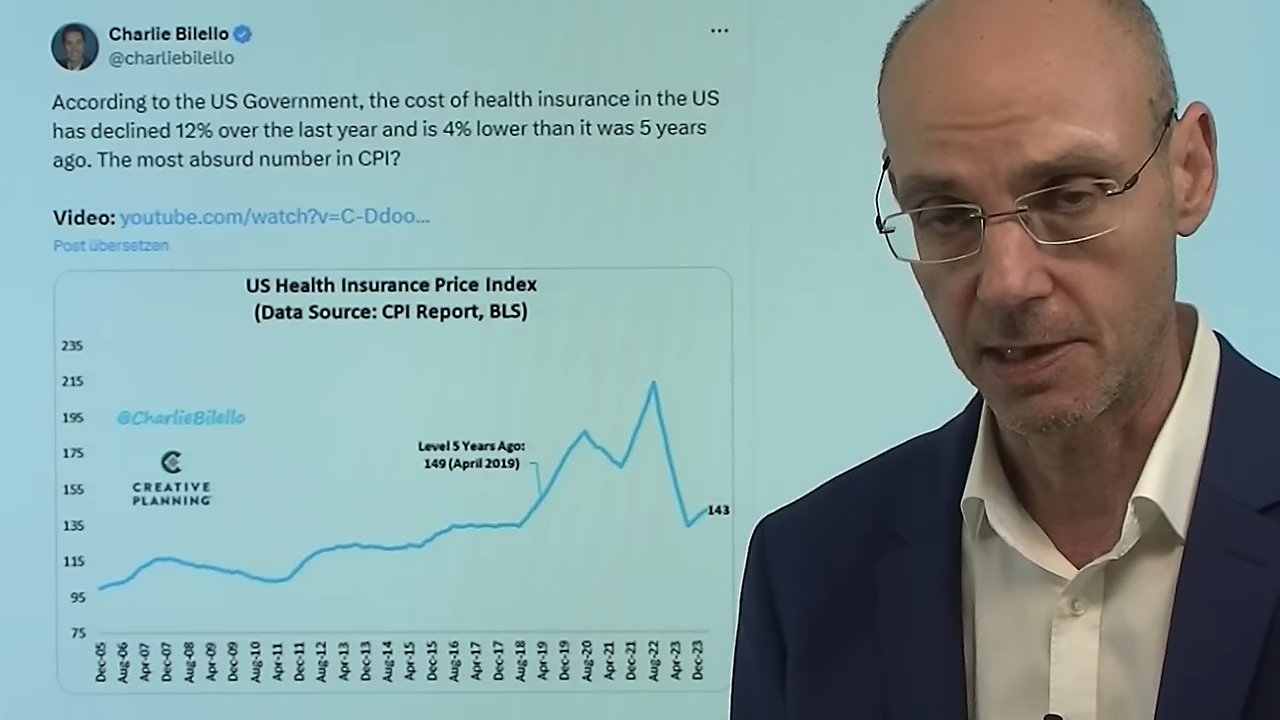 Charlie Bilello
@charliebilello
According to the US Government, the cost of health insurance in the US
has declined 12% over the last year and is 4% lower than it was 5 years
ago. The most absurd number in CPI?
Video: youtube.com/watch?v=C-Ddoo...
Post übersetzen
US Health Insurance Price Index
(Data Source: CPI Report, BLS)
235
215
195
175
155
135
115
95
75
@CharlieBilello
CREATIVE
PLANNING
Level 5 Years Ago:
149 (April 2019)
143
Dec-05
Aug-06
Apr-07
Dec-07
Aug-08
Apr-09
Dec-09
Aug-10
Apr-11
Dec-11
Aug-12
Apr-13
Dec-13
Aug-14
Apr-15
Dec-15
Aug-16
Apr-17
Dec-17
Aug-18
Apr-19
Dec-19
Aug-20
Apr-21
Dec-21
Aug-22
Apr-23
Dec-23